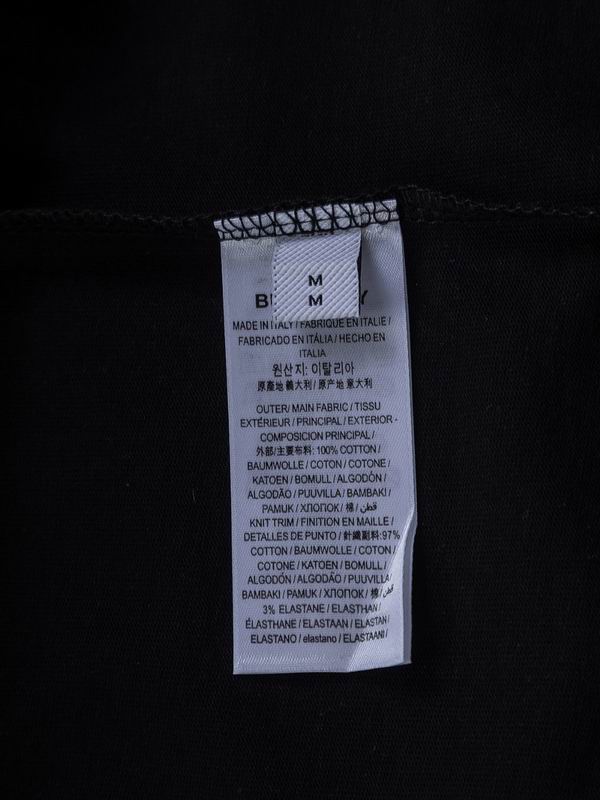 M
M
MADE IN ITALY / FABRIQUE EN ITALIE /
FABRICADO EN ITÁLIA / HECHO EN
ITALIA
원산지: 이탈리아
原產地 義大利 / 原产地 意大利
OUTER/ MAIN FABRIC / TISSU
EXTÉRIEUR / PRINCIPAL / EXTERIOR -
COMPOSICION PRINCIPAL /
外部/主要布料: 100% COTTON /
BAUMWOLLE / COTON / COTONE /
KATOEN / BOMULL / ALGODÓN /
ALGODÃO / PUUVILLA / BAMBAKI /
PAMUK / ХЛОПОК / 棉 / قطن
KNIT TRIM / FINITION EN MAILLE /
DETALLES DE PUNTO / 針織副料: 97%
COTTON / BAUMWOLLE / COTON /
COTONE / KATOEN / BOMULL /
ALGODÓN / ALGODÃO / PUUVILLA/
BAMBAKI / PAMUK / ХЛОПОК / 棉/ قطن
3% ELASTANE / ELASTHAN /
ÉLASTHANE / ELASTAAN / ELASTAN /
ELASTANO / elastano / ELASTAANI /